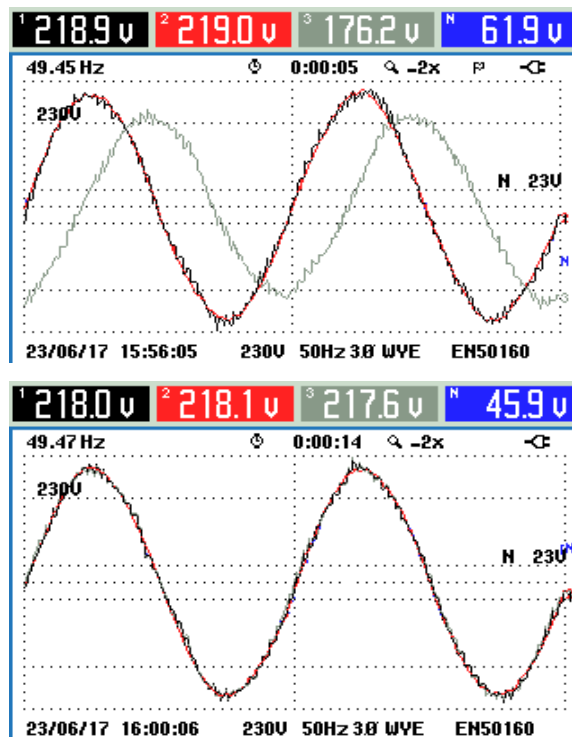 1 218.9 V 2 219.0 V 3 176.2 V N 61.9 V
49.45 Hz 0:00:05 -2x
230V
N 23V
N
3
23/06/17 15:56:05 230V 50Hz 3Ø WYE EN50160
1 218.0 V 2 218.1 V 3 217.6 V N 45.9 V
49.47 Hz 0:00:14 -2x
230V
N 23V
23/06/17 16:00:06 230V 50Hz 3Ø WYE EN50160